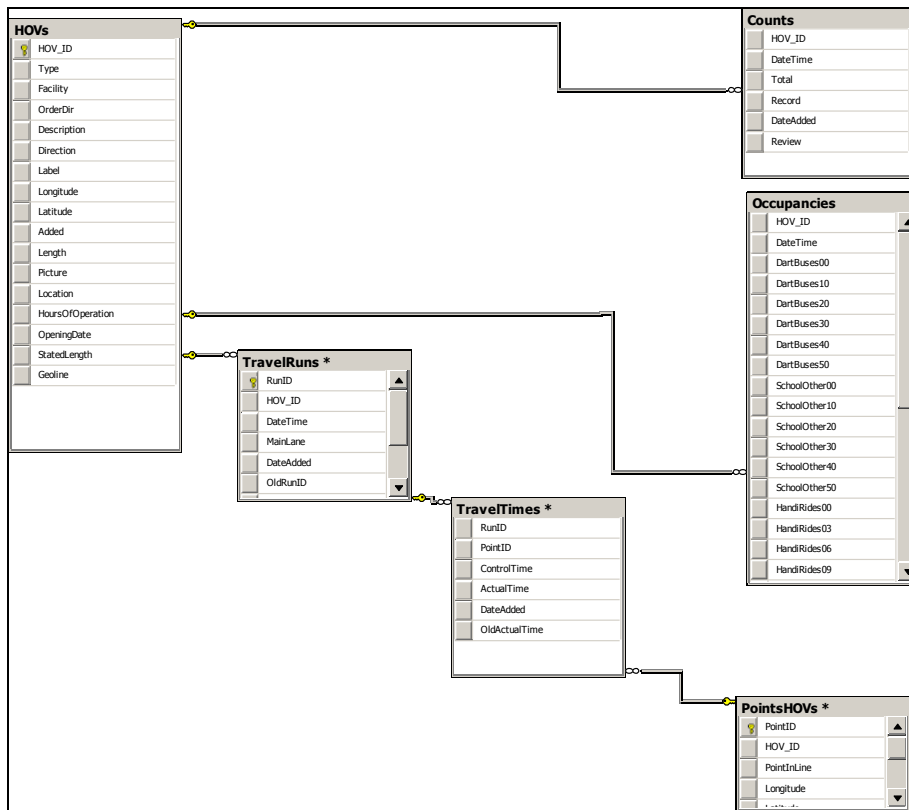 HOVs
HOV_ID
Type
Facility
OrderDir
Description
Direction
Label
Longitude
Latitude
Added
Length
Picture
Location
HoursOfOperation
OpeningDate
StatedLength
Geoline
Counts
HOV_ID
DateTime
Total
Record
DateAdded
Review
Occupancies
HOV_ID
DateTime
DartBuses00
DartBuses10
DartBuses20
DartBuses30
DartBuses40
DartBuses50
SchoolOther00
SchoolOther10
SchoolOther20
SchoolOther30
SchoolOther40
SchoolOther50
HandiRides00
HandiRides03
HandiRides06
HandiRides09
TravelRuns *
RunID
HOV_ID
DateTime
MainLane
DateAdded
OldRunID
TravelTimes *
RunID
PointID
ControlTime
ActualTime
DateAdded
OldActualTime
PointsHOVs *
PointID
HOV_ID
PointInLine
Longitude